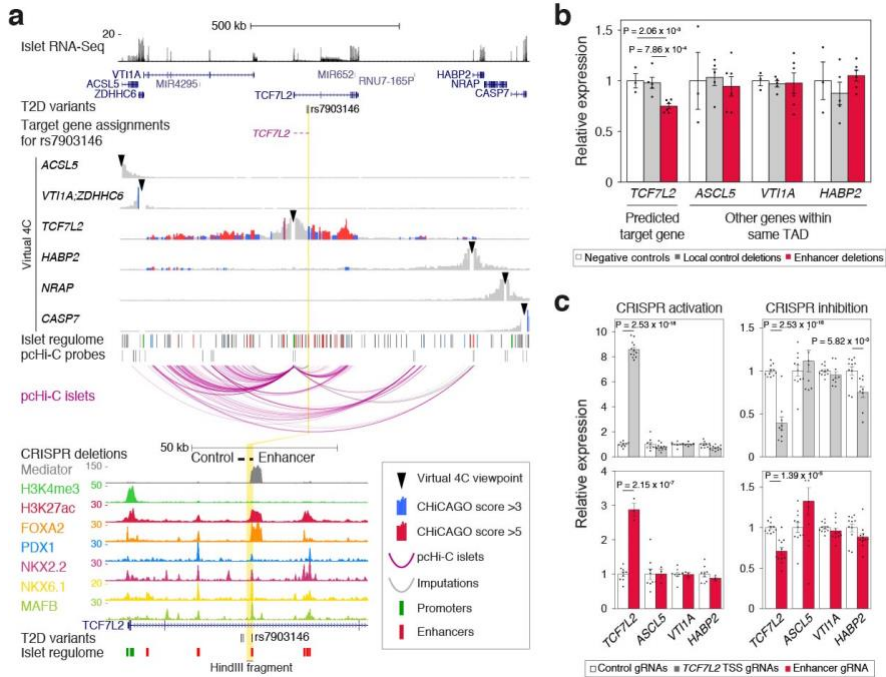 a
500 kb
Islet RNA-Seq
20
VTI1A
MIR4295
MIR652
RNU7-165P
HABP2
ACSL5
NRAP
ZDHHC6
TCF7L2
CASP7
T2D variants
rs7903146
Target gene assignments
for rs7903146
TCF7L2
Virtual 4C
ACSL5
VTI1A;ZDHHC6
TCF7L2
HABP2
NRAP
CASP7
Islet regulome
pcHi-C probes
pcHi-C islets
50 kb
CRISPR deletions
Control
Enhancer
Mediator
150
H3K4me3
50
H3K27ac
30
FOXA2
30
PDX1
30
NKX2.2
30
NKX6.1
20
MAFB
30
TCF7L2
T2D variants
rs7903146
Islet regulome
HindIII fragment
Virtual 4C viewpoint
CHiCAGO score >3
CHiCAGO score >5
pcHi-C islets
Imputations
Promoters
Enhancers
b
Relative expression
1.5
1
0.5
0
P = 2.06 x 10-9
P = 7.86 x 10-4
TCF7L2
ASCL5
VTI1A
HABP2
Predicted
target gene
Other genes within
same TAD
Negative controls
Local control deletions
Enhancer deletions
c
CRISPR activation
CRISPR inhibition
Relative expression
10
8
6
4
2
0
P = 2.53 x 10-18
1.5
1
0.5
0
P = 2.53 x 10-18
P = 5.82 x 10-9
4
3
2
1
0
P = 2.15 x 10-7
1.5
1
0.5
0
P = 1.39 x 10-6
TCF7L2
ASCL5
VTI1A
HABP2
TCF7L2
ASCL5
VTI1A
HABP2
Control gRNAs
TCF7L2 TSS gRNAs
Enhancer gRNA